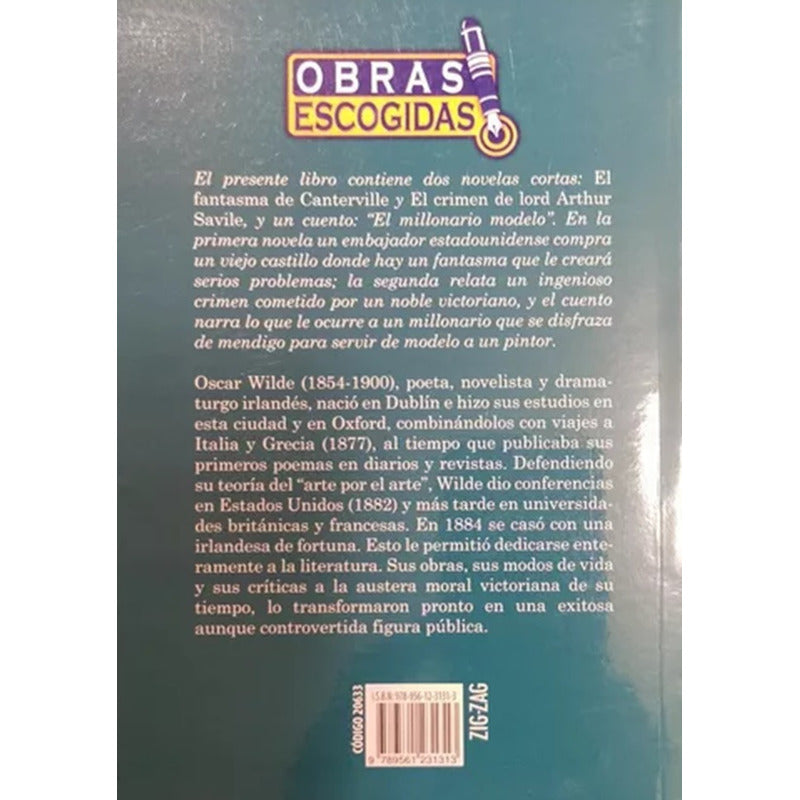 OBRAS
ESCOGIDAS
El presente libro contiene dos novelas cortas: El
fantasma de Canterville y El crimen de lord Arthur
Savile, y un cuento: “El millonario modelo”. En la
primera novela un embajador estadounidense compra
un viejo castillo donde hay un fantasma que le creará
serios problemas; la segunda relata un ingenioso
crimen cometido por un noble victoriano, y el cuento
narra lo que le ocurre a un millonario que se disfraza
de mendigo para servir de modelo a un pintor.
Oscar Wilde (1854-1900), poeta, novelista y drama-
turgo irlandés, nació en Dublín e hizo sus estudios en
esta ciudad y en Oxford, combinándolos con viajes a
Italia y Grecia (1877), al tiempo que publicaba sus
primeros poemas en diarios y revistas. Defendiendo
su teoría del “arte por el arte”, Wilde dio conferencias
en Estados Unidos (1882) y más tarde en universida-
des británicas y francesas. En 1884 se casó con una
irlandesa de fortuna. Esto le permitió dedicarse ente-
ramente a la literatura. Sus obras, sus modos de vida
y sus críticas a la austera moral victoriana de su
tiempo, lo transformaron pronto en una exitosa
aunque controvertida figura pública.
CÓDIGO 20633
I.S.B.N: 978-956-12-3131-3
9 789561 231313
ZIG-ZAG